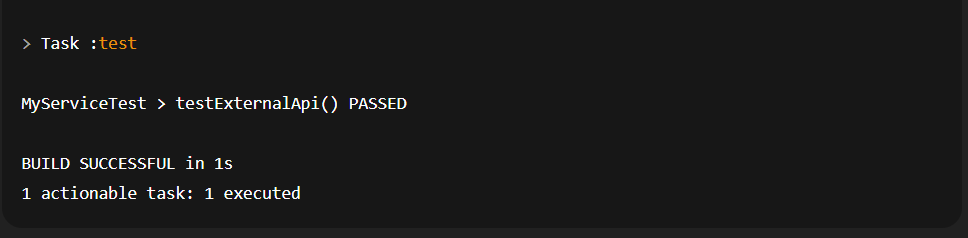 > Task :test
MyServiceTest > testExternalApi() PASSED
BUILD SUCCESSFUL in 1s
1 actionable task: 1 executed